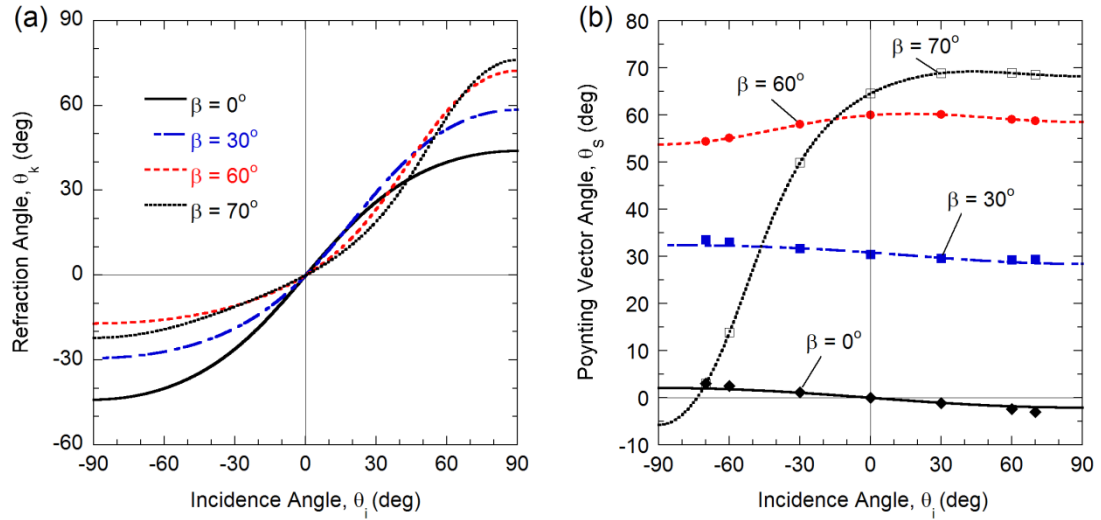 (a)
90
60
30
0
-30
-60
Refraction Angle, θk (deg)
β = 0°
β = 30°
β = 60°
β = 70°
-90 -60 -30 0 30 60 90
Incidence Angle, θi (deg)
(b)
80
70
60
50
40
30
20
10
0
-10
Poynting Vector Angle, θS (deg)
β = 70°
β = 60°
β = 30°
β = 0°
-90 -60 -30 0 30 60 90
Incidence Angle, θi (deg)